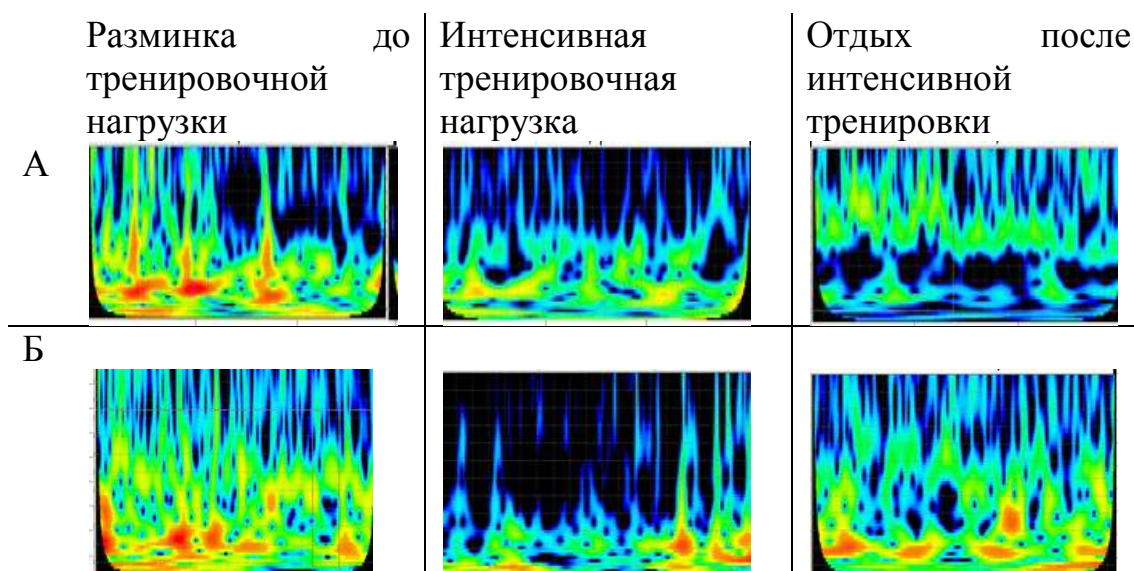 Разминка до
тренировочной
нагрузки
Интенсивная
тренировочная
нагрузка
Отдых после
интенсивной
тренировки
А
Б